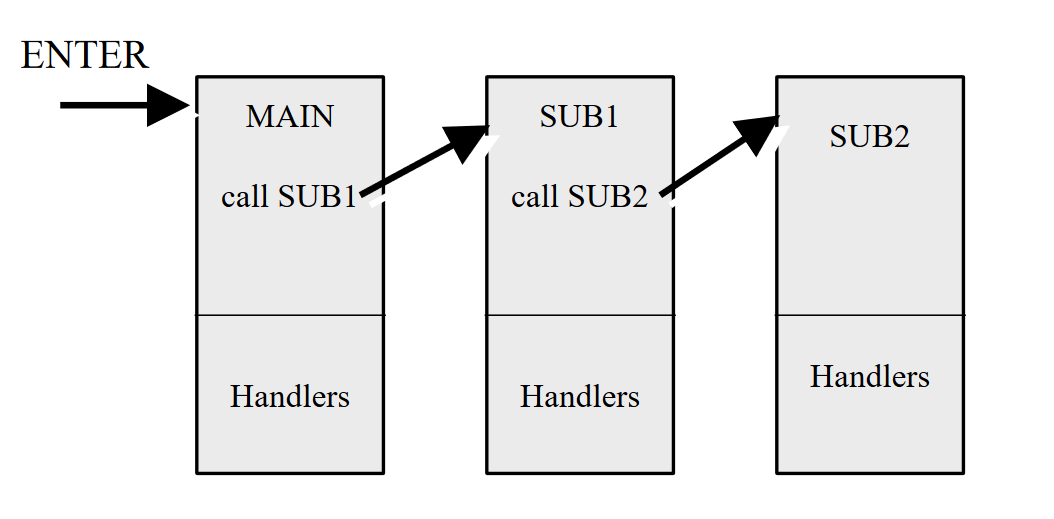 ENTER
MAIN
call SUB1
Handlers
SUB1
call SUB2
Handlers
SUB2
Handlers